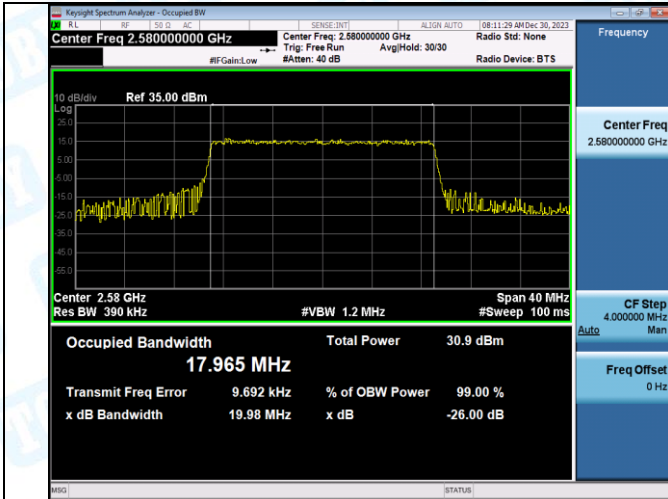 Keysight Spectrum Analyzer - Occupied BW
RL RF 50 Ω AC SENSE:INT ALIGN AUTO 08:11:29 AM Dec 30, 2023
Center Freq 2.580000000 GHz Center Freq: 2.580000000 GHz Radio Std: None Frequency
Trig: Free Run Avg|Hold: 30/30
#IFGain:Low #Atten: 40 dB Radio Device: BTS
10 dB/div Ref 35.00 dBm
Log
25.0
15.0
5.00
-5.00
-15.0
-25.0
-35.0
-45.0
-55.0
Center 2.58 GHz Span 40 MHz
Res BW 390 kHz #VBW 1.2 MHz #Sweep 100 ms
Occupied Bandwidth Total Power 30.9 dBm
17.965 MHz
Transmit Freq Error 9.692 kHz % of OBW Power 99.00 %
x dB Bandwidth 19.98 MHz x dB -26.00 dB
Center Freq
2.580000000 GHz
CF Step
4.000000 MHz
Auto Man
Freq Offset
0 Hz
MSG STATUS